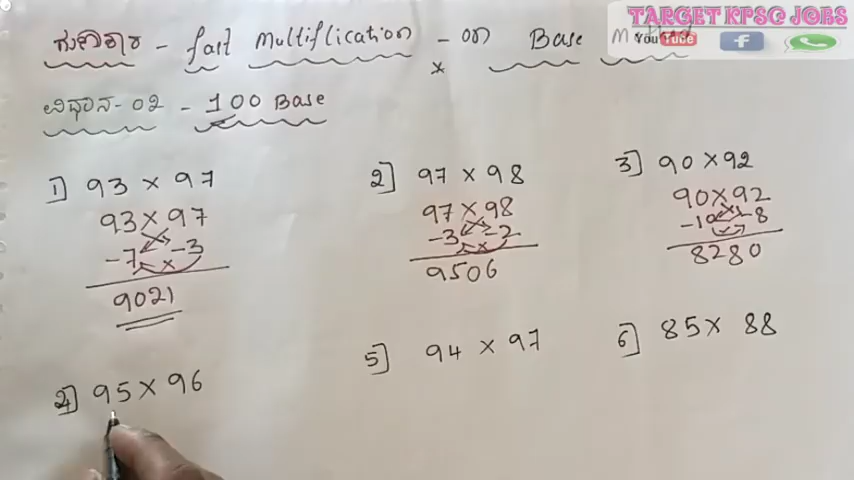 TARGET KPSC JOBS
YouTube f
ಗುಣಾಕಾರ - fast Multiflication - on Base
ವಿಧಾನ-02 - 100 Base
1] 93 × 97
93 × 97
-7 × -3
9021
2] 97 × 98
97 × 98
-3 × -2
9506
3] 90 × 92
90 × 92
-10 -8
8280
4] 95 × 96
5] 94 × 97
6] 85 × 88